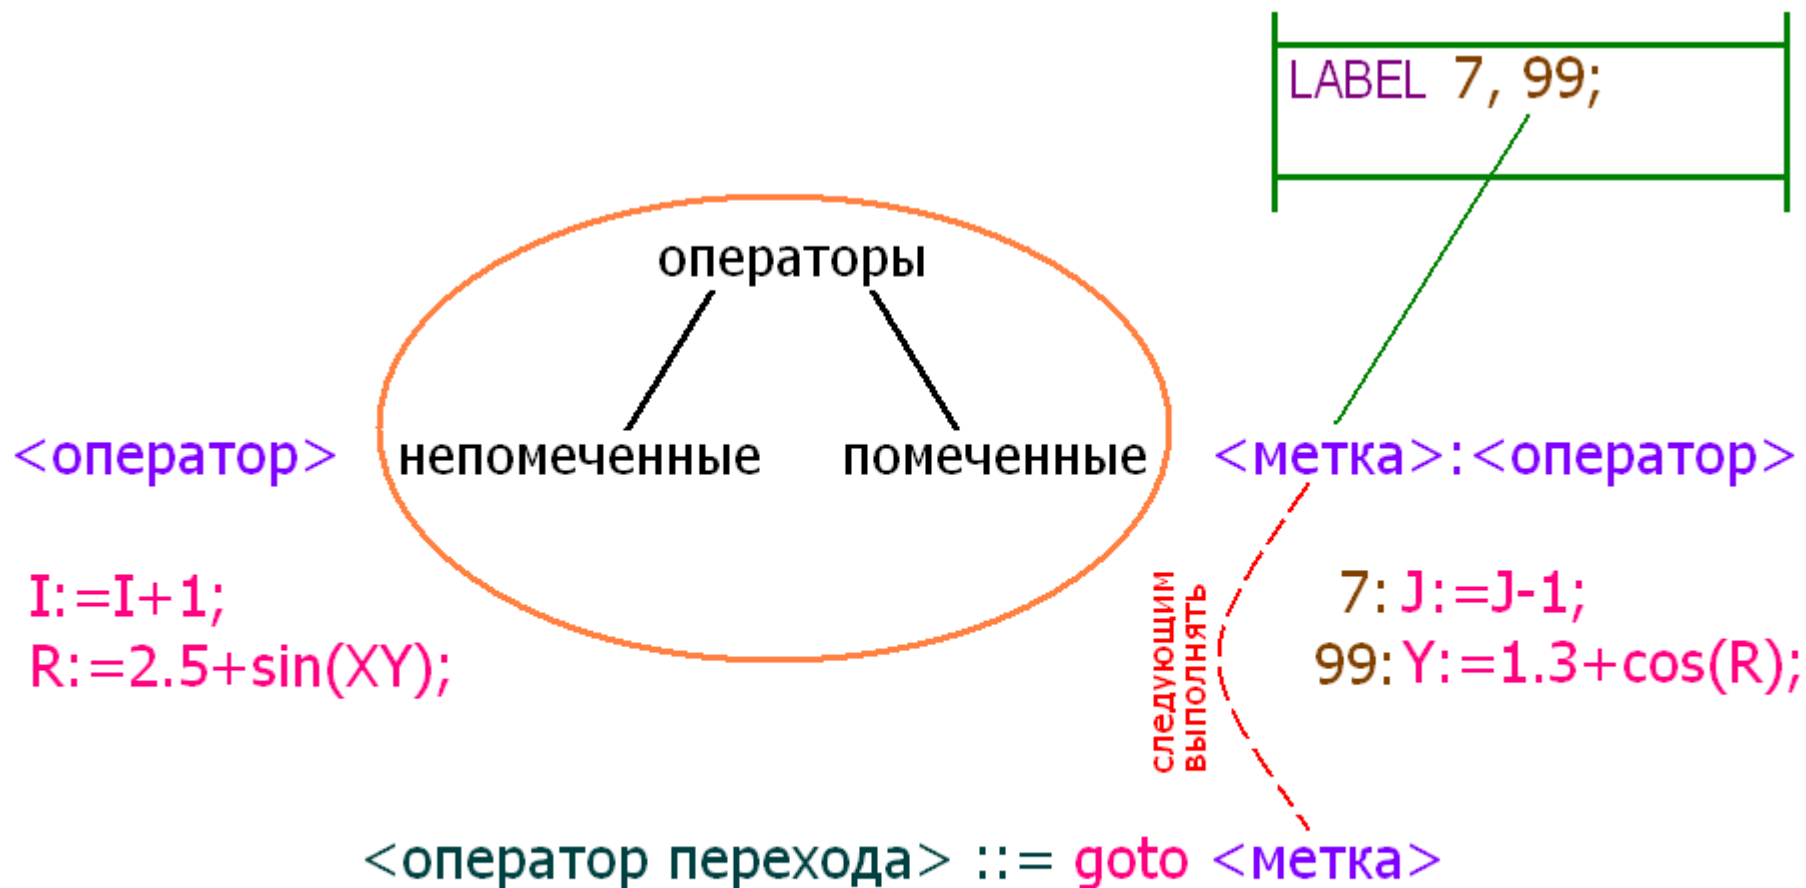 LABEL 7, 99;
операторы
<оператор> непомеченные помеченные <метка>:<оператор>
I:=I+1;
R:=2.5+sin(XY);
следующим
выполнять
7: J:=J-1;
99: Y:=1.3+cos(R);
<оператор перехода> ::= goto <метка>